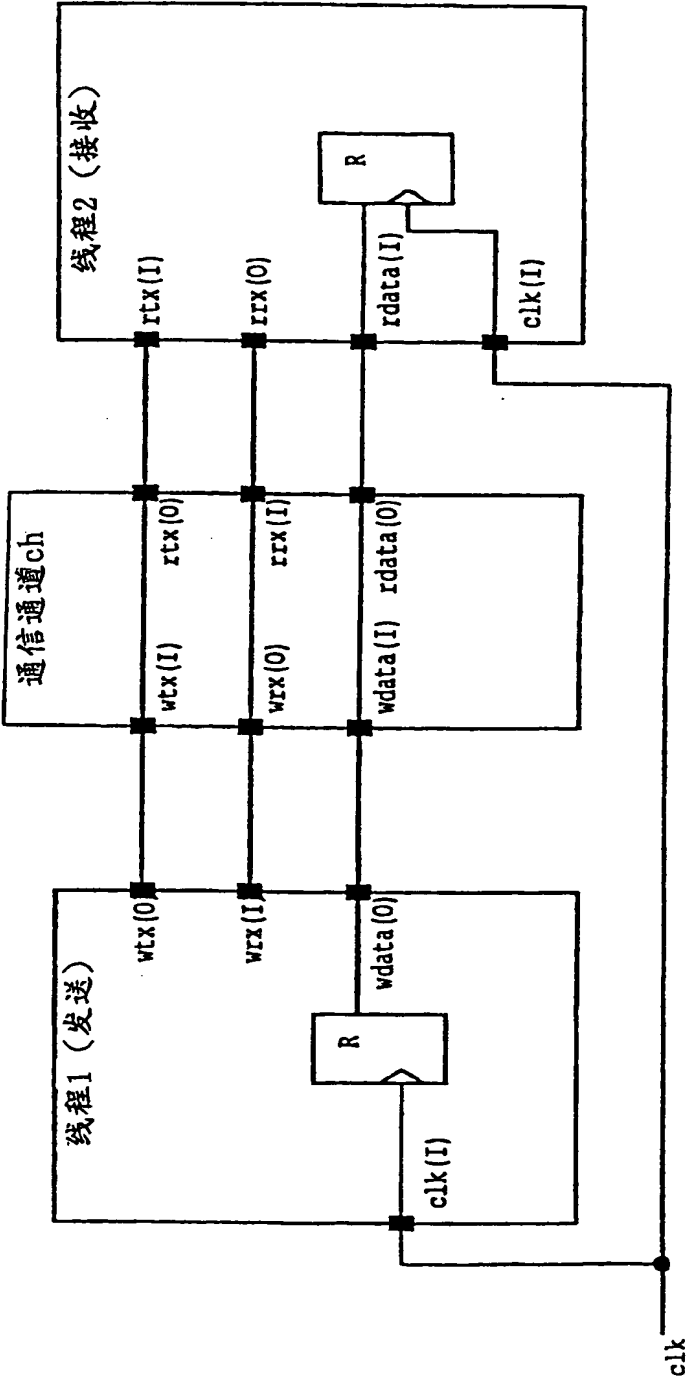 线程1（发送）
wtx(O)
wrx(I)
wdata(O)
R
clk(I)
通信通道ch
wtx(I)
rtx(O)
wrx(O)
rrx(I)
wdata(I)
rdata(O)
线程2（接收）
rtx(I)
rrx(O)
rdata(I)
R
clk(I)
clk